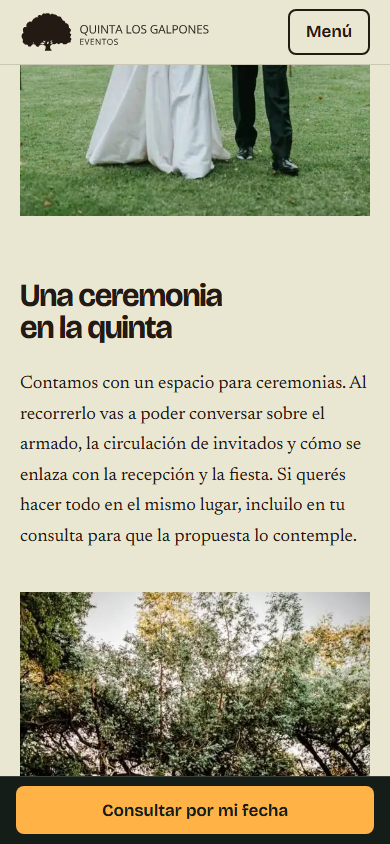 QUINTA LOS GALPONES
EVENTOS
Menú
Una ceremonia
en la quinta
Contamos con un espacio para ceremonias. Al
recorrerlo vas a poder conversar sobre el
armado, la circulación de invitados y cómo se
enlaza con la recepción y la fiesta. Si querés
hacer todo en el mismo lugar, incluilo en tu
consulta para que la propuesta lo contemple.
Consultar por mi fecha